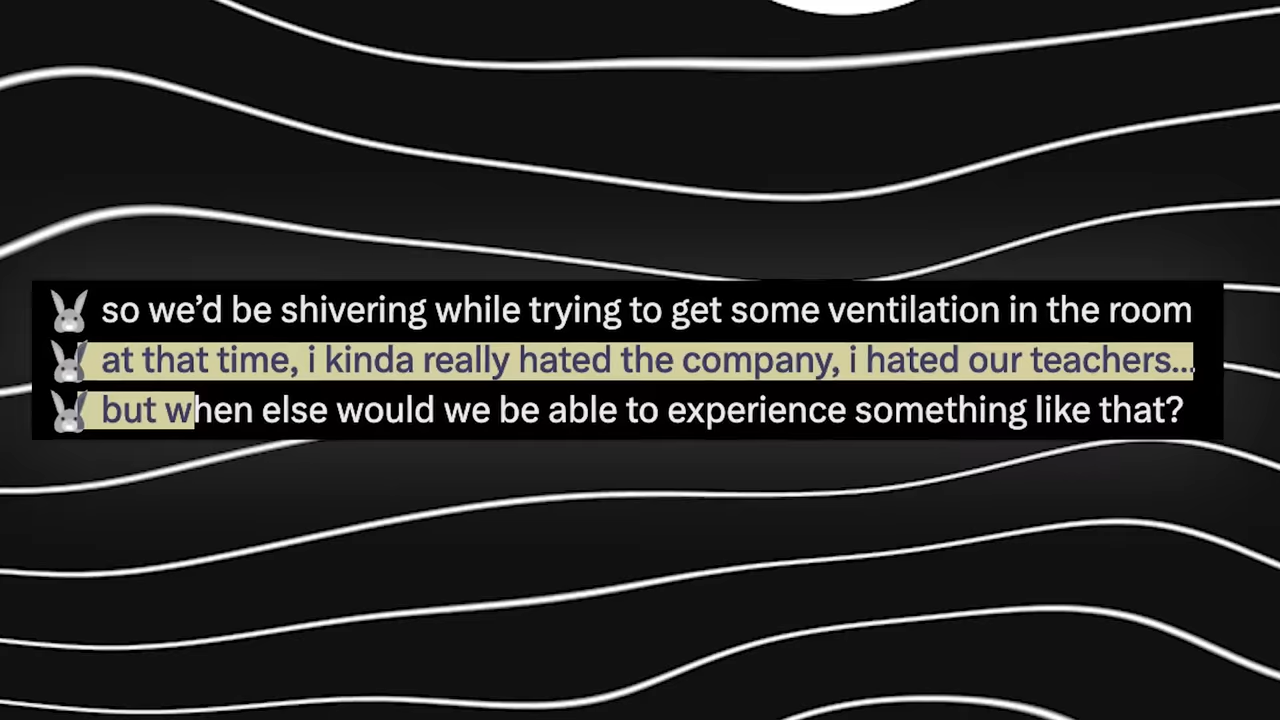 🐰 so we’d be shivering while trying to get some ventilation in the room
🐰 at that time, i kinda really hated the company, i hated our teachers...
🐰 but when else would we be able to experience something like that?